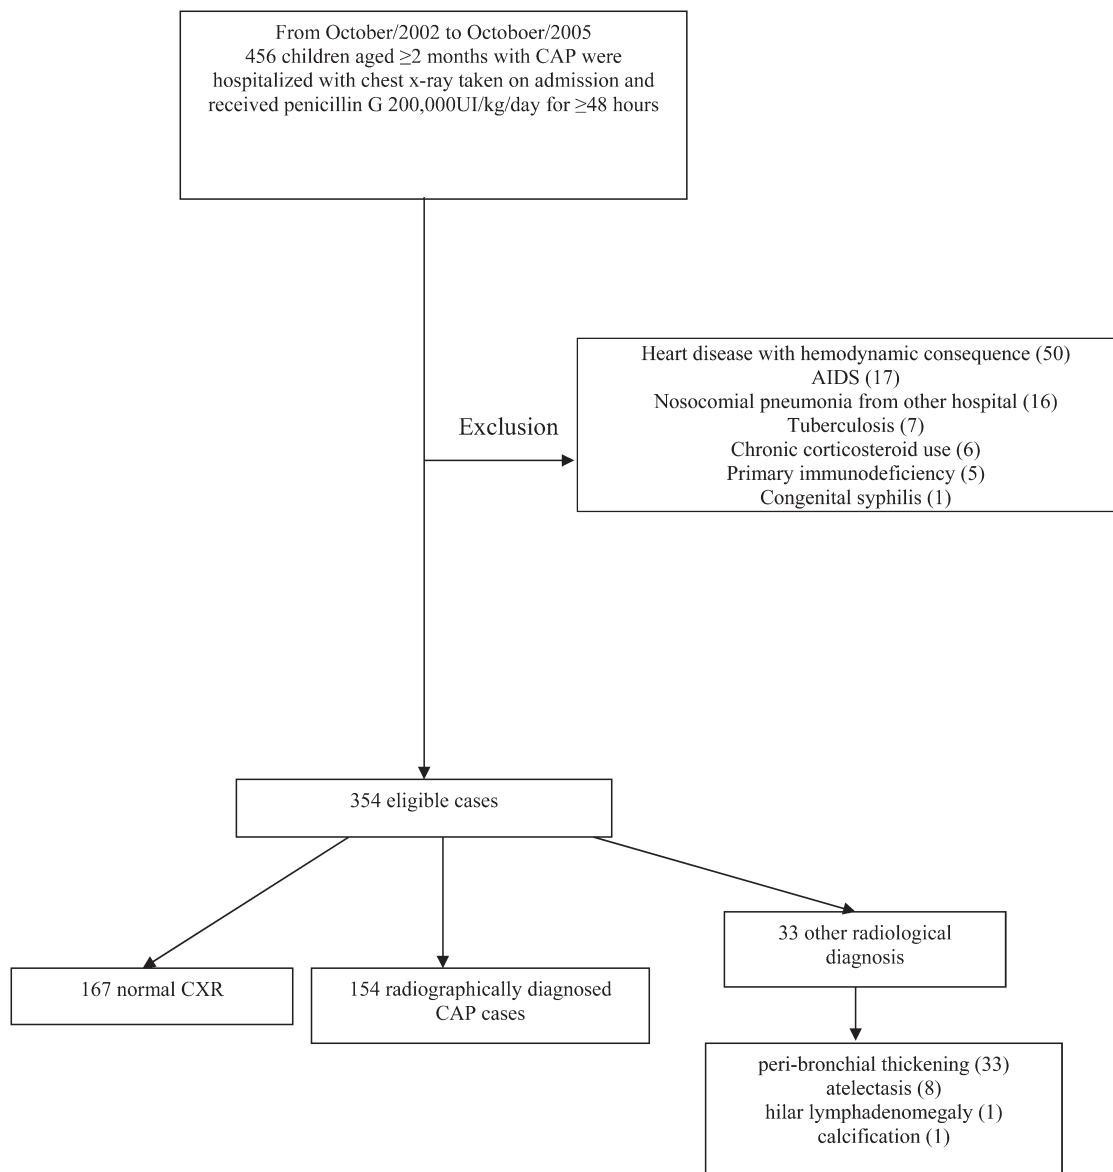 From October/2002 to Octoboer/2005
456 children aged ≥2 months with CAP were
hospitalized with chest x-ray taken on admission and
received penicillin G 200,000UI/kg/day for ≥48 hours
Heart disease with hemodynamic consequence (50)
AIDS (17)
Nosocomial pneumonia from other hospital (16)
Tuberculosis (7)
Chronic corticosteroid use (6)
Primary immunodeficiency (5)
Congenital syphilis (1)
Exclusion
354 eligible cases
167 normal CXR
154 radiographically diagnosed
CAP cases
33 other radiological
diagnosis
peri-bronchial thickening (33)
atelectasis (8)
hilar lymphadenomegaly (1)
calcification (1)